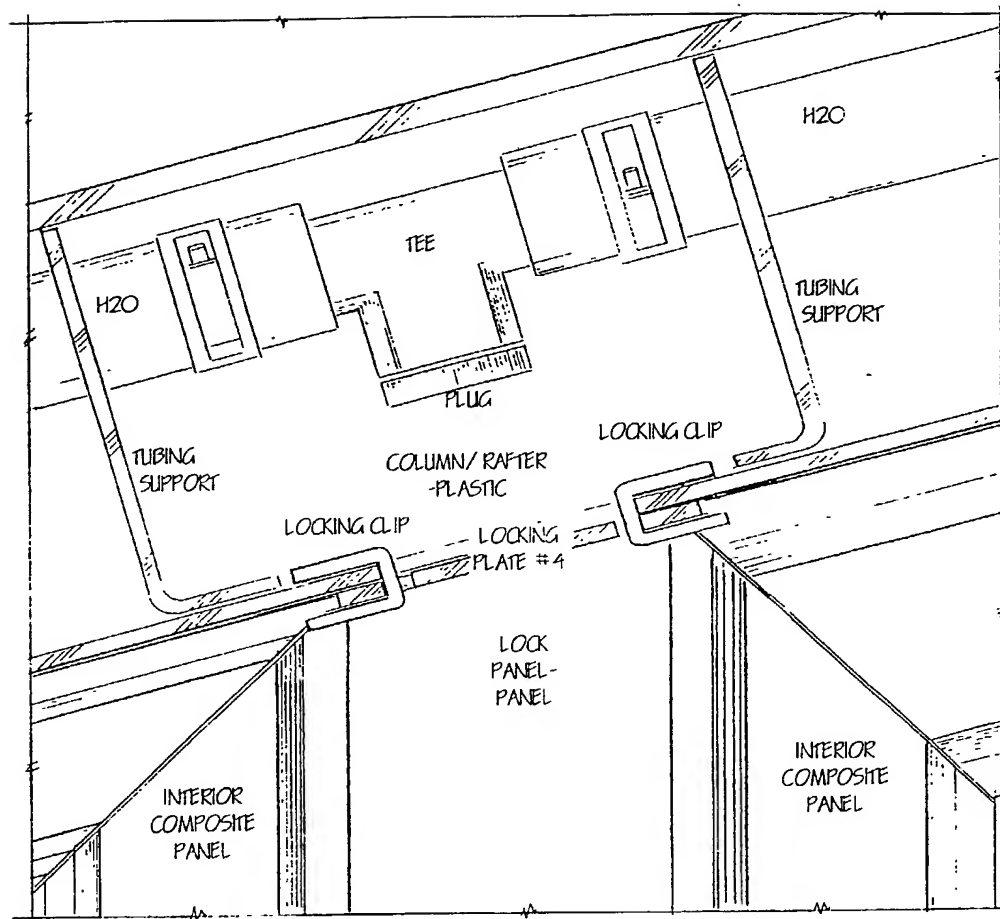 H2O
TEE
H2O
TUBING
SUPPORT
PLUG
LOCKING CLIP
TUBING
SUPPORT
COLUMN/RAFTER
-PLASTIC
LOCKING CLIP
LOCKING
PLATE #4
LOCK
PANEL-
PANEL
INTERIOR
COMPOSITE
PANEL
INTERIOR
COMPOSITE
PANEL